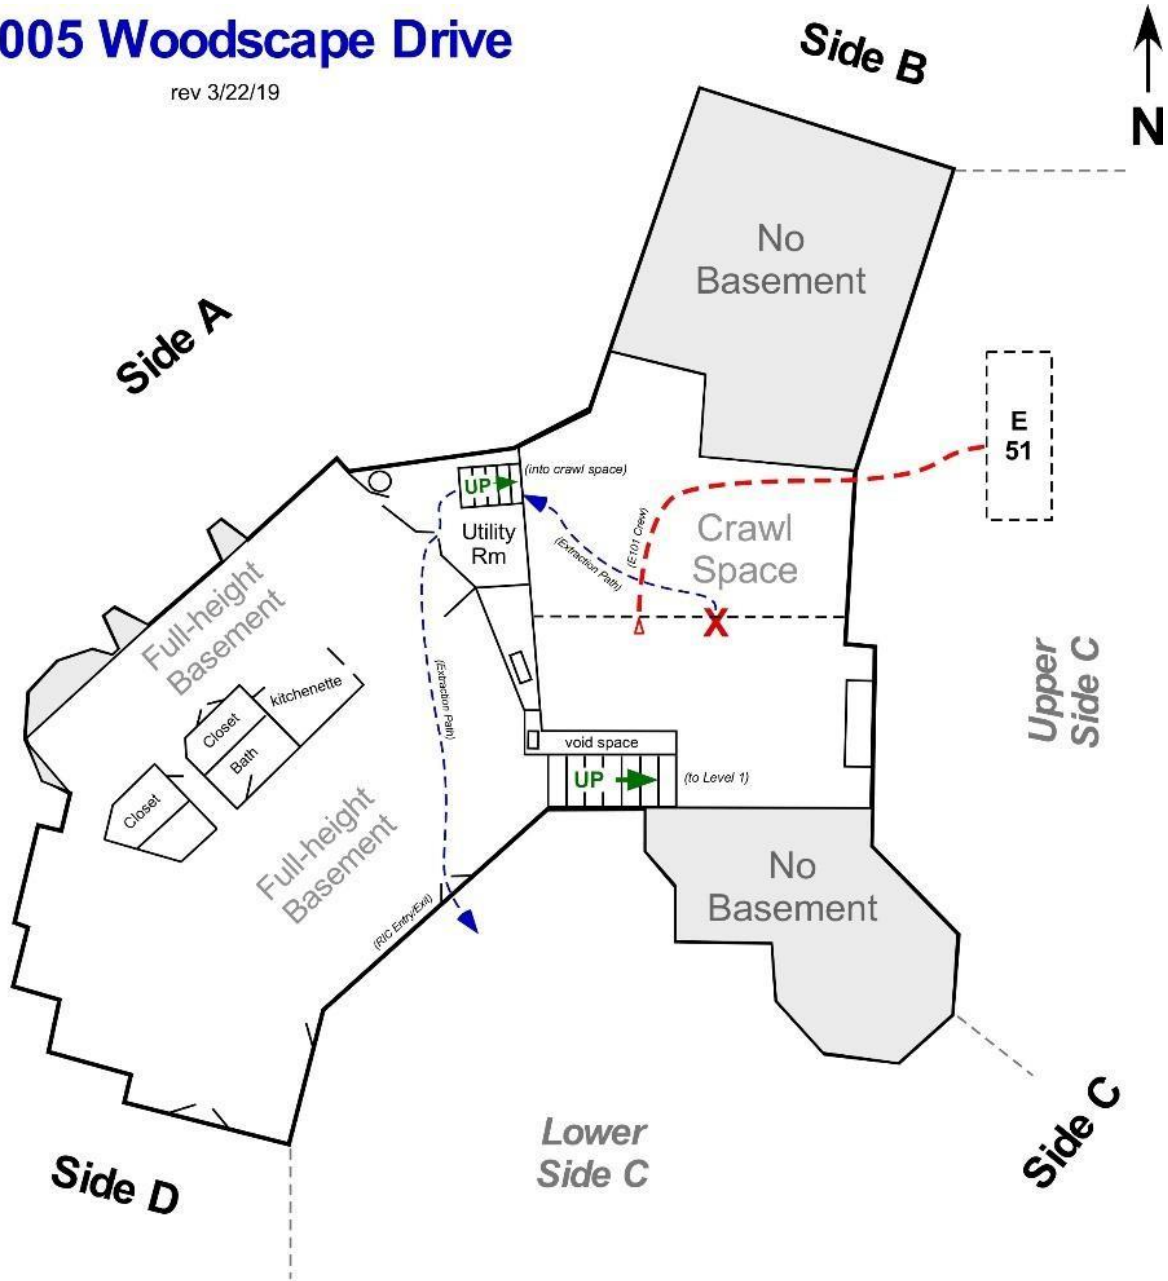 005 Woodscape Drive
rev 3/22/19
Side B
N
No
Basement
Side A
E
51
(into crawl space)
UP
Utility
Rm
(Extraction Path)
(E101 Crew)
Crawl
Space
X
Full-height
Basement
(Extraction Path)
kitchenette
Closet
Bath
Closet
Upper
Side C
void space
UP
(to Level 1)
Full-height
Basement
No
Basement
(RIC Entry/Exit)
Lower
Side C
Side C
Side D